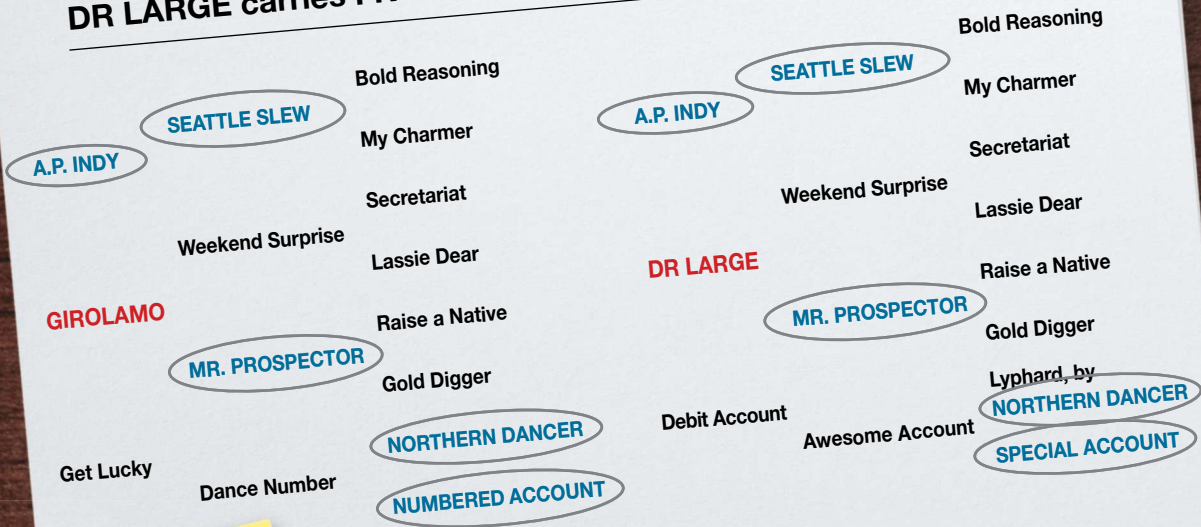 DR LARGE carries
Bold Reasoning
SEATTLE SLEW
My Charmer
A.P. INDY
Secretariat
Weekend Surprise
Lassie Dear
GIROLAMO
Raise a Native
MR. PROSPECTOR
Gold Digger
NORTHERN DANCER
Get Lucky
Dance Number
NUMBERED ACCOUNT
Bold Reasoning
SEATTLE SLEW
My Charmer
A.P. INDY
Secretariat
Weekend Surprise
Lassie Dear
DR LARGE
Raise a Native
MR. PROSPECTOR
Gold Digger
Lyphard, by
NORTHERN DANCER
Debit Account
Awesome Account
SPECIAL ACCOUNT